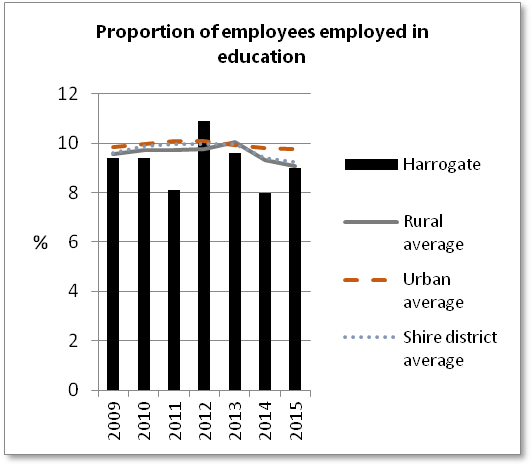 Proportion of employees employed in
education
12
10
8
6
4
2
0
%
2009
2010
2011
2012
2013
2014
2015
Harrogate
Rural
average
Urban
average
Shire district
average